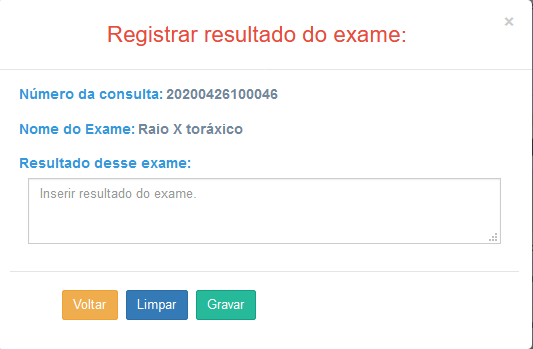 ×
Registrar resultado do exame:
Número da consulta: 20200426100046
Nome do Exame: Raio X toráxico
Resultado desse exame:
Inserir resultado do exame.
Voltar Limpar Gravar